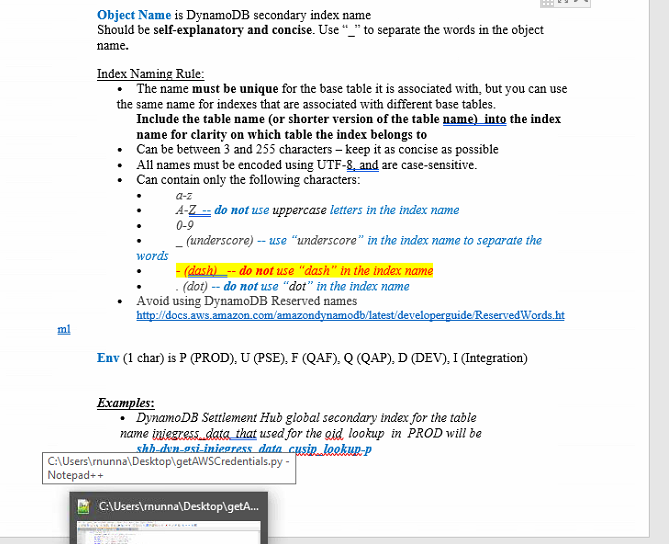 Object Name is DynamoDB secondary index name
Should be self-explanatory and concise. Use “_” to separate the words in the object
name.
Index Naming Rule:
• The name must be unique for the base table it is associated with, but you can use
the same name for indexes that are associated with different base tables.
Include the table name (or shorter version of the table name) into the index
name for clarity on which table the index belongs to
• Can be between 3 and 255 characters – keep it as concise as possible
• All names must be encoded using UTF-8, and are case-sensitive.
• Can contain only the following characters:
• a-z
• A-Z -- do not use uppercase letters in the index name
• 0-9
• _ (underscore) -- use “underscore” in the index name to separate the
words
• - (dash) -- do not use “dash” in the index name
• . (dot) -- do not use “dot” in the index name
• Avoid using DynamoDB Reserved names
http://docs.aws.amazon.com/amazondynamodb/latest/developerguide/ReservedWords.ht
ml
Env (1 char) is P (PROD), U (PSE), F (QAF), Q (QAP), D (DEV), I (Integration)
Examples:
• DynamoDB Settlement Hub global secondary index for the table
name injegress_data that used for the oid lookup in PROD will be
shb-dyn-gsi-injegress_data_cusip_lookup-p
C:\Users\rnunna\Desktop\getAWSCredentials.py -
Notepad++
C:\Users\rnunna\Desktop\getA...